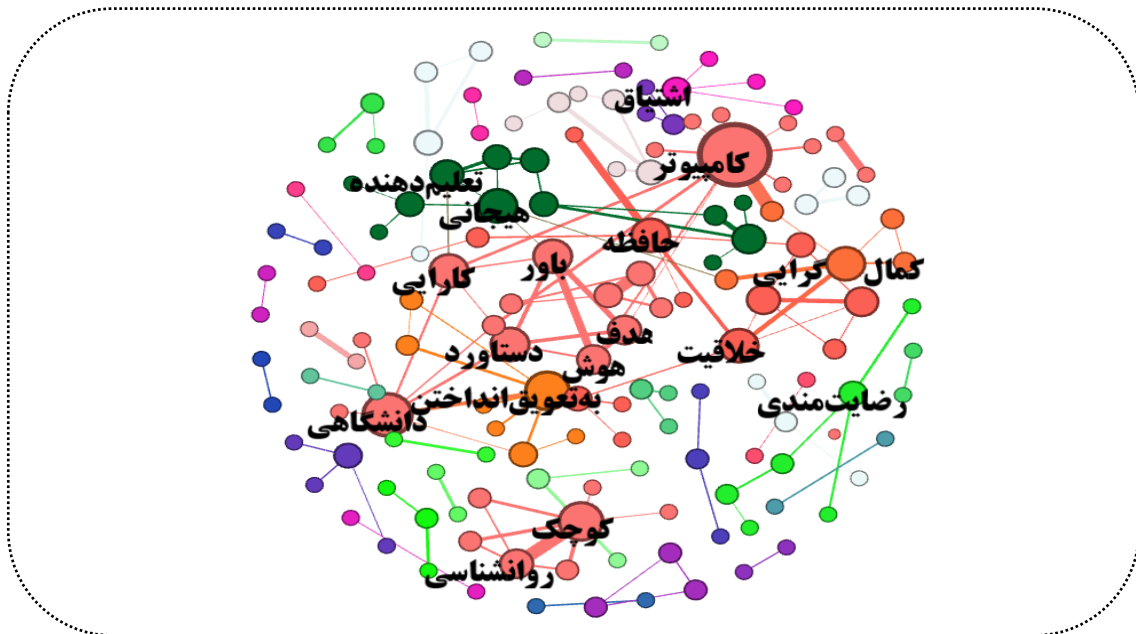 اشتیاق
کامپیوتر
تعلیم‌دهنده
هیجانی
حافظه
باور
کارایی
کمال گرایی
هدف
دستاورد
خلاقیت
هوش
به‌تعویق‌انداختن
رضایت‌مندی
دانشگاهی
کوچک
روانشناسی